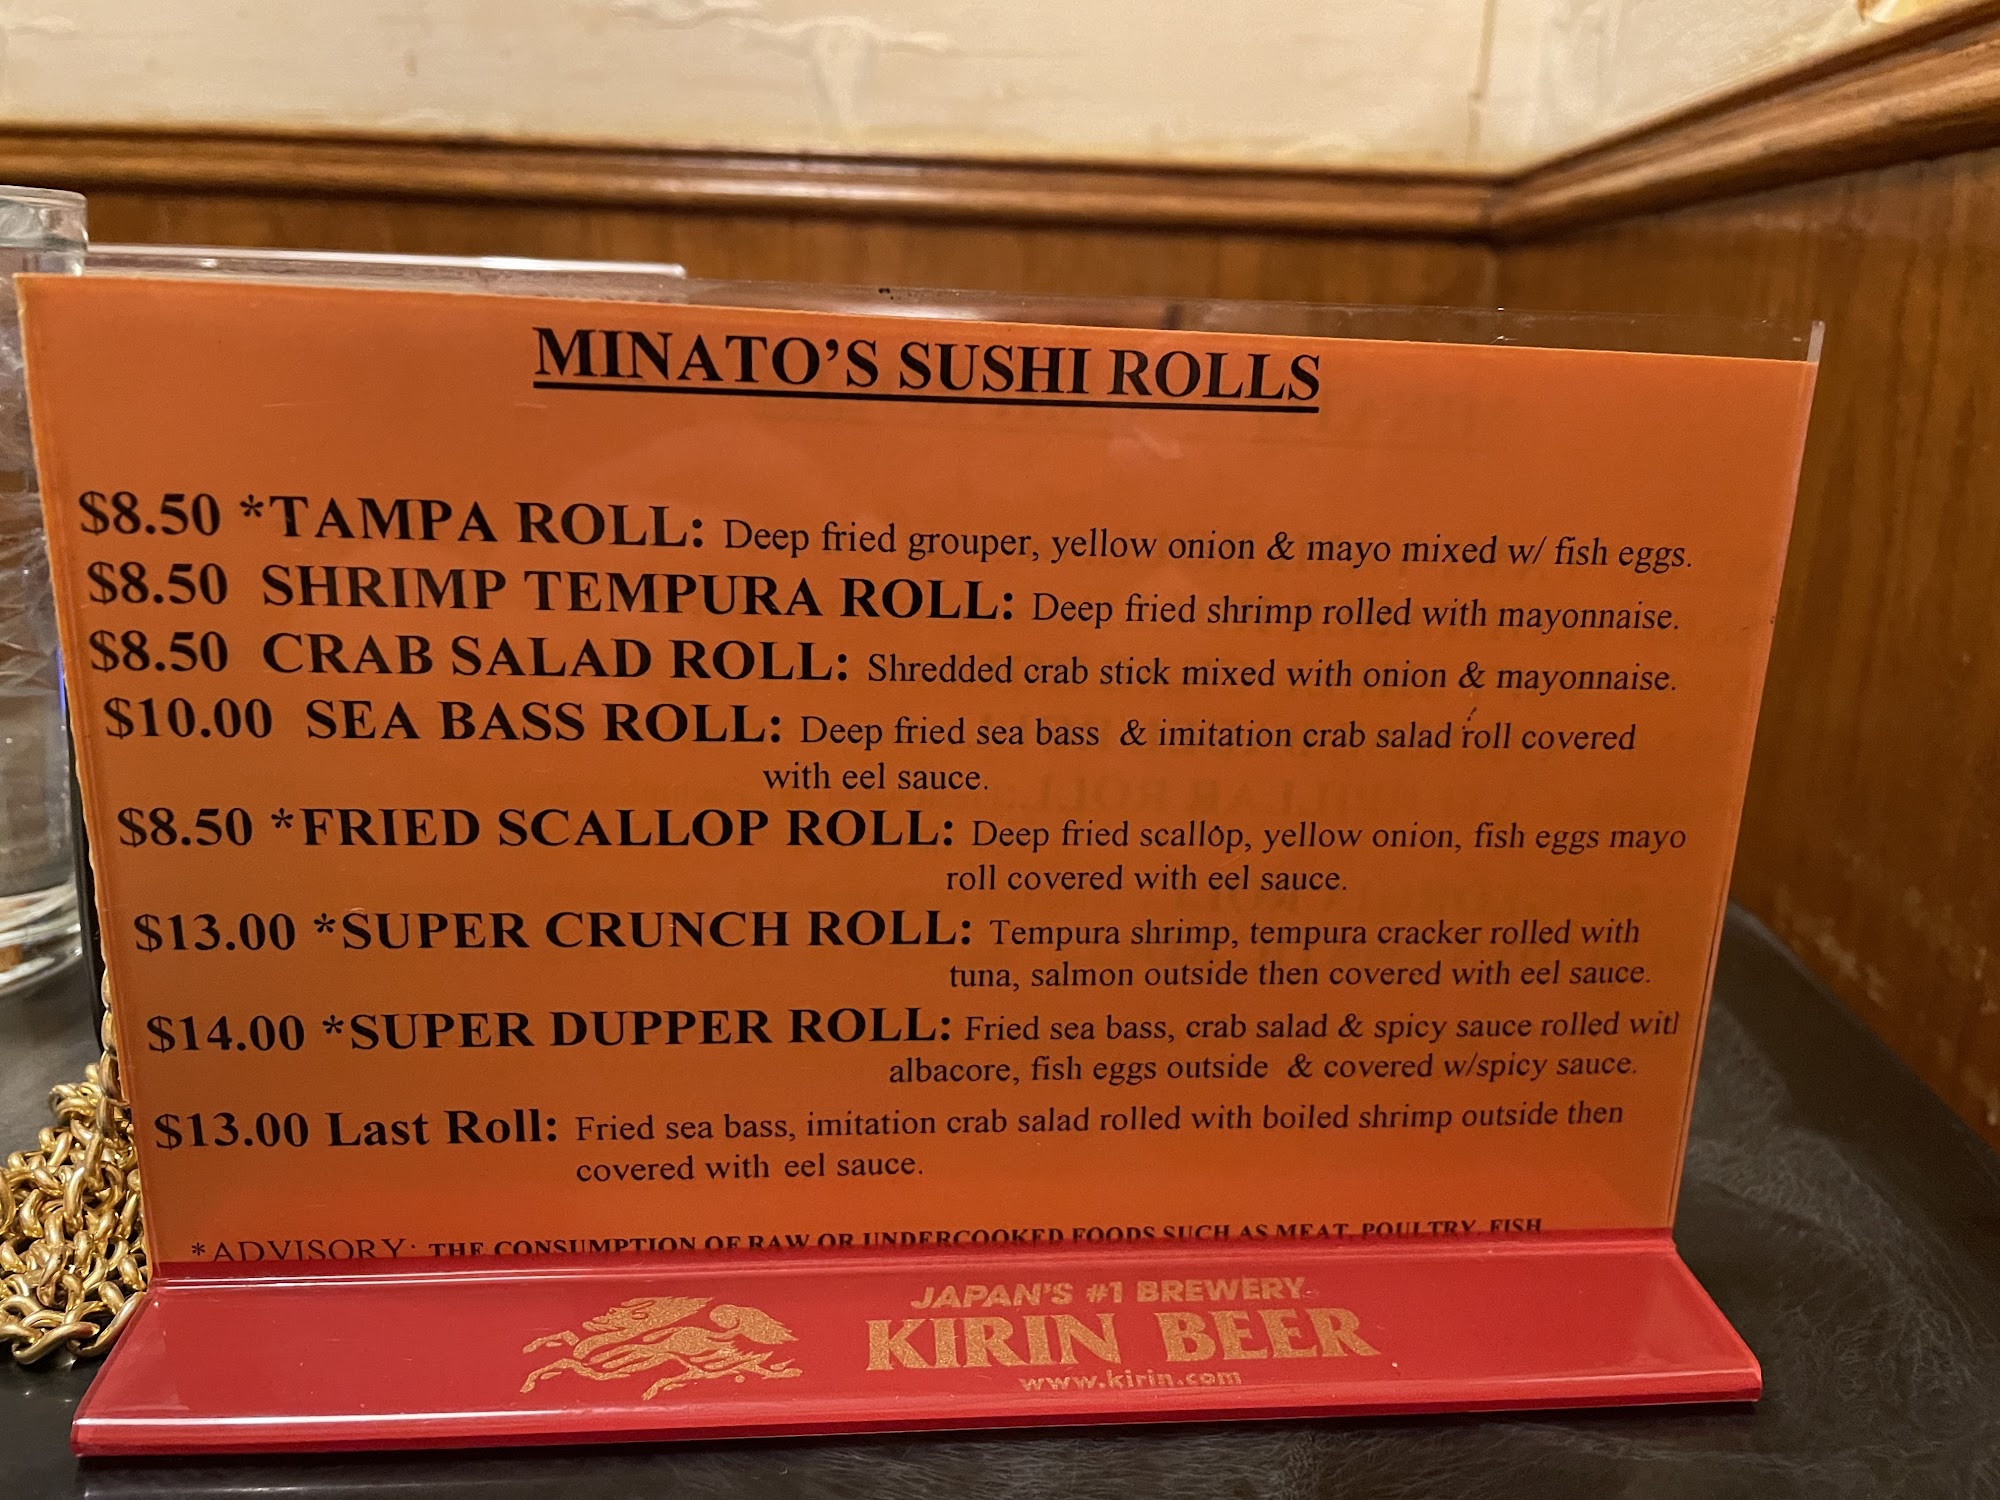 MINATO'S SUSHI ROLLS
$8.50 *TAMPA ROLL: Deep fried grouper, yellow onion & mayo mixed w/ fish eggs.
$8.50 SHRIMP TEMPURA ROLL: Deep fried shrimp rolled with mayonnaise.
$8.50 CRAB SALAD ROLL: Shredded crab stick mixed with onion & mayonnaise.
$10.00 SEA BASS ROLL: Deep fried sea bass & imitation crab salad roll covered
with eel sauce.
$8.50 *FRIED SCALLOP ROLL: Deep fried scallop, yellow onion, fish eggs mayo
roll covered with eel sauce.
$13.00 *SUPER CRUNCH ROLL: Tempura shrimp, tempura cracker rolled with
tuna, salmon outside then covered with eel sauce.
$14.00 *SUPER DUPPER ROLL: Fried sea bass, crab salad & spicy sauce rolled with
albacore, fish eggs outside & covered w/spicy sauce.
$13.00 Last Roll: Fried sea bass, imitation crab salad rolled with boiled shrimp outside then
covered with eel sauce.
*ADVISORY: THE CONSUMPTION OF RAW OR UNDERCOOKED FOODS SUCH AS MEAT, POULTRY, FISH
JAPAN'S #1 BREWERY
KIRIN BEER
www.kirin.com